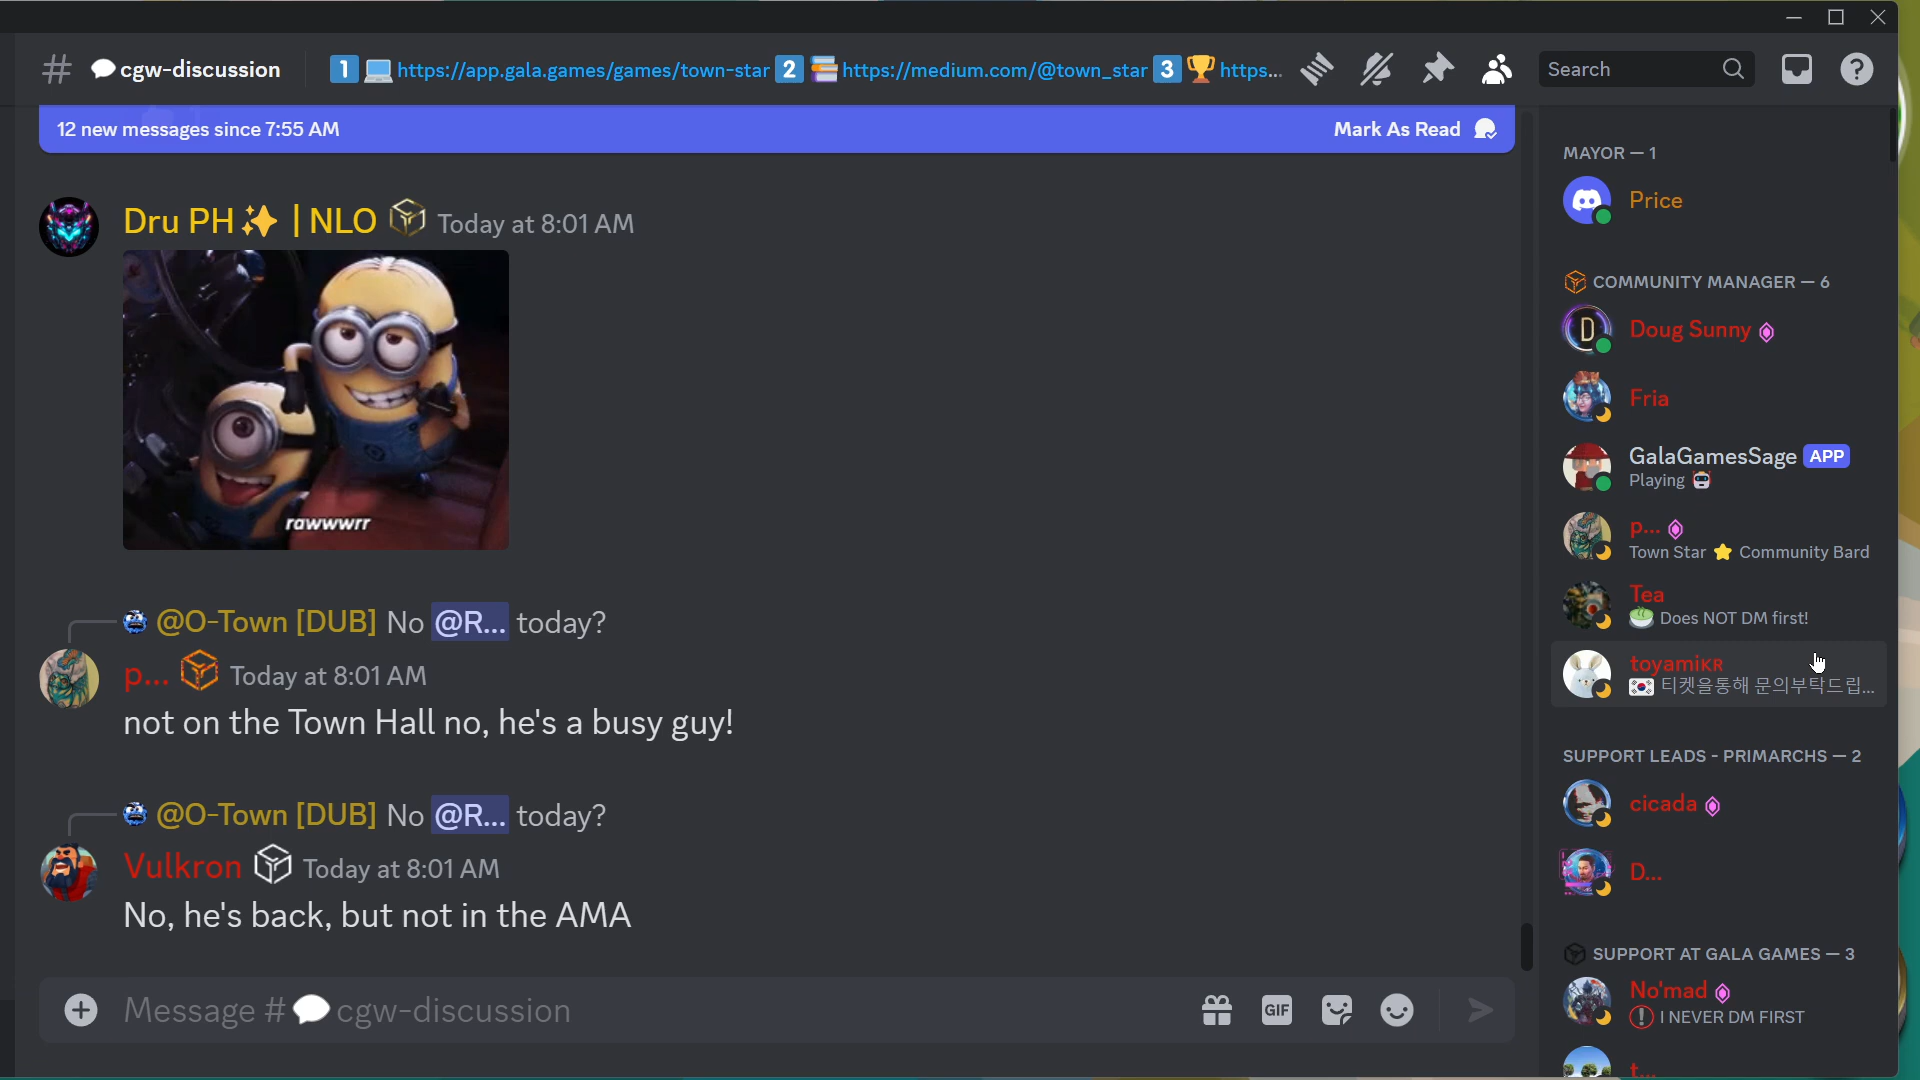 cgw-discussion
1 https://app.gala.games/games/town-star 2 https://medium.com/@town_star 3 https...
Search
12 new messages since 7:55 AM
Mark As Read
Dru PH✨ | NLO Today at 8:01 AM
rawwwrr
@O-Town [DUB] No @R... today?
p... Today at 8:01 AM
not on the Town Hall no, he's a busy guy!
@O-Town [DUB] No @R... today?
Vulkron Today at 8:01 AM
No, he's back, but not in the AMA
Message # cgw-discussion
GIF
MAYOR — 1
Price
COMMUNITY MANAGER — 6
D
Doug Sunny
Fria
GalaGamesSage APP
Playing
p...
Town Star ⭐ Community Bard
Tea
Does NOT DM first!
toyamiKR
🇰🇷 티켓을통해 문의부탁드립...
SUPPORT LEADS - PRIMARCHS — 2
cicada
D...
SUPPORT AT GALA GAMES — 3
No'mad
I NEVER DM FIRST
t...